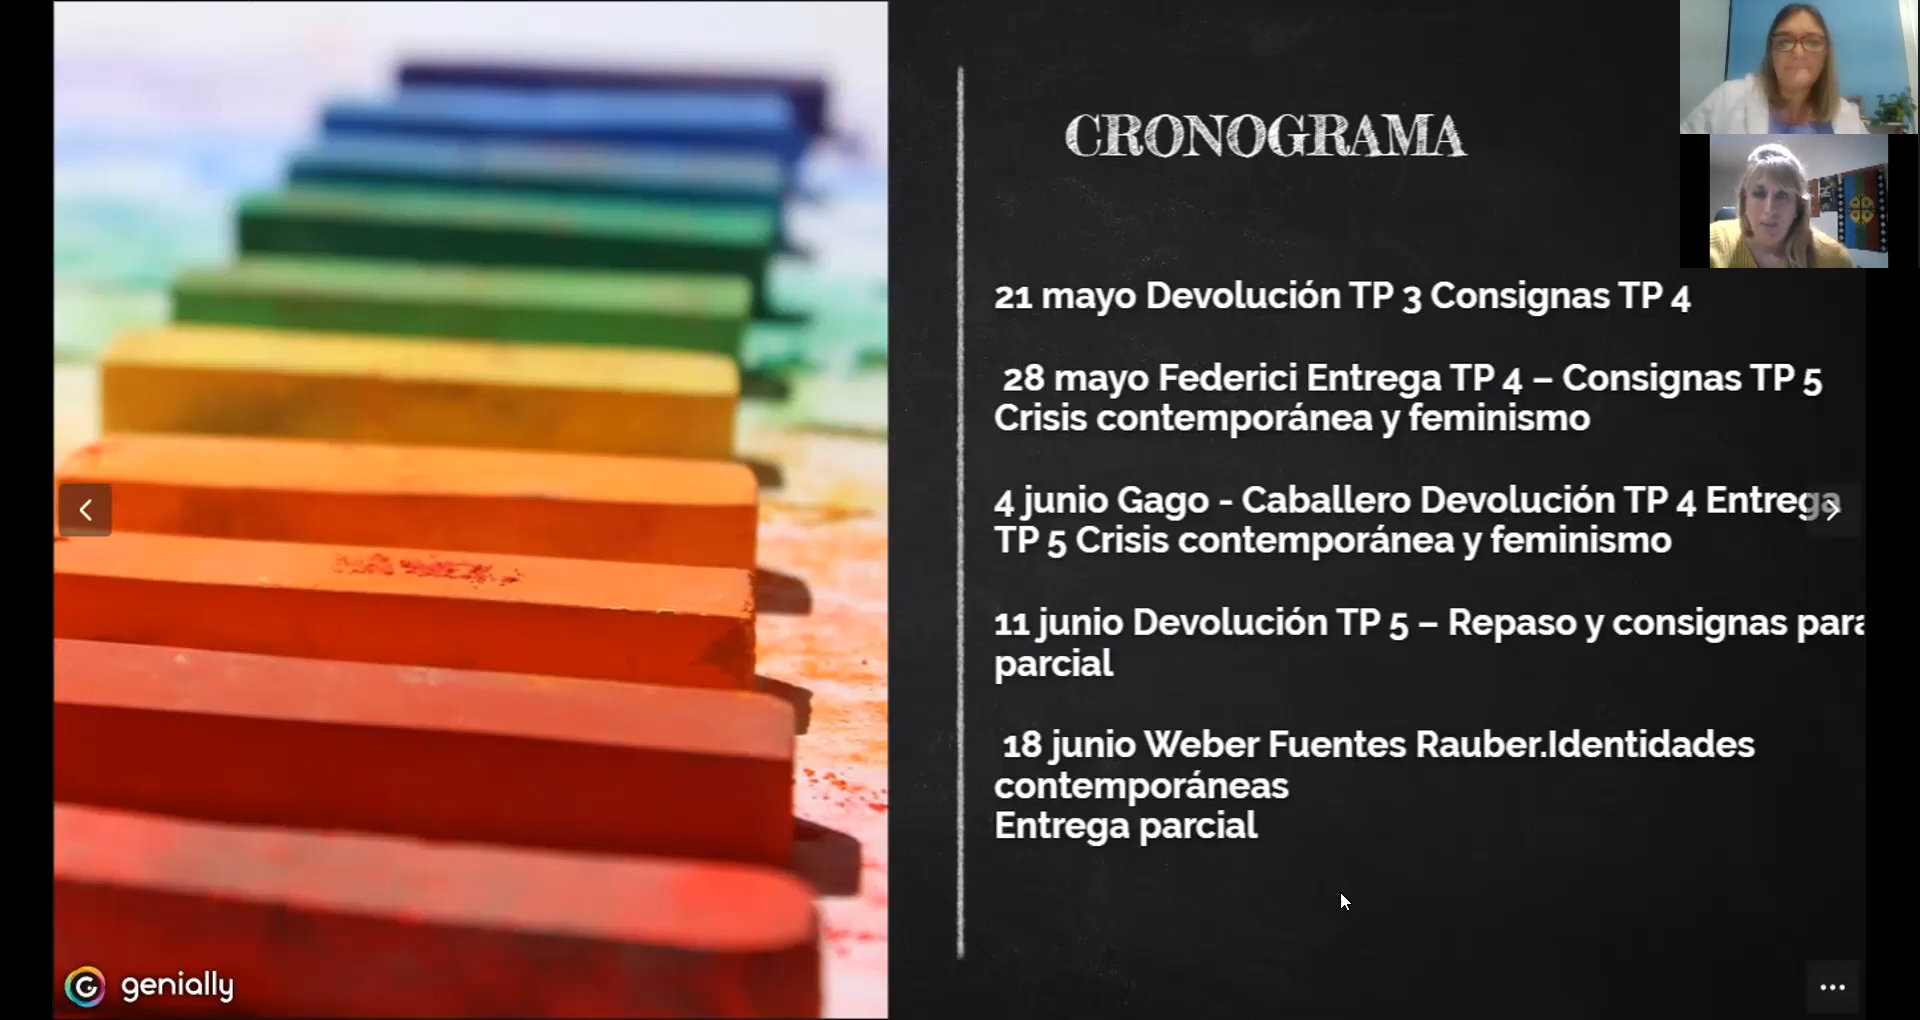 CRONOGRAMA
21 mayo Devolución TP 3 Consignas TP 4
28 mayo Federici Entrega TP 4 – Consignas TP 5
Crisis contemporánea y feminismo
4 junio Gago - Caballero Devolución TP 4 Entrega
TP 5 Crisis contemporánea y feminismo
11 junio Devolución TP 5 – Repaso y consignas para
parcial
18 junio Weber Fuentes Rauber.Identidades
contemporáneas
Entrega parcial
genially